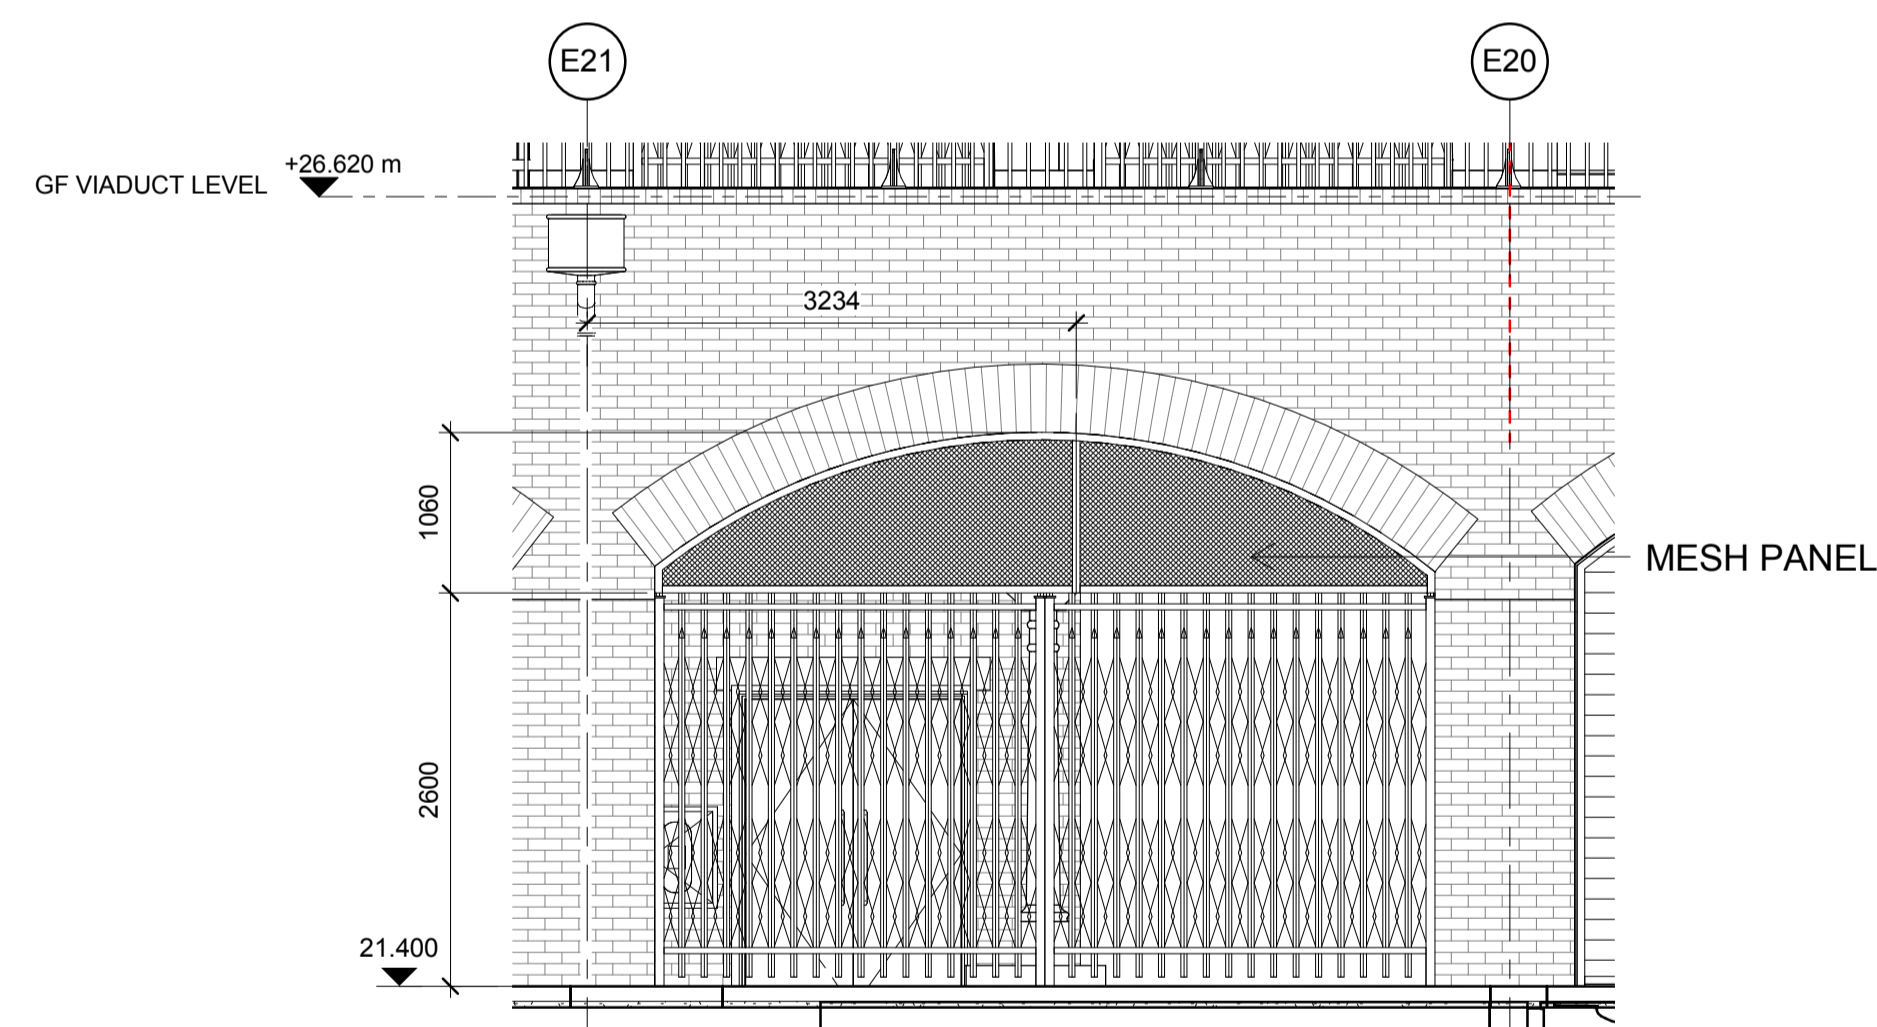 E21
E20
+26.620 m
GF VIADUCT LEVEL
3234
1060
MESH PANEL
2600
21.400